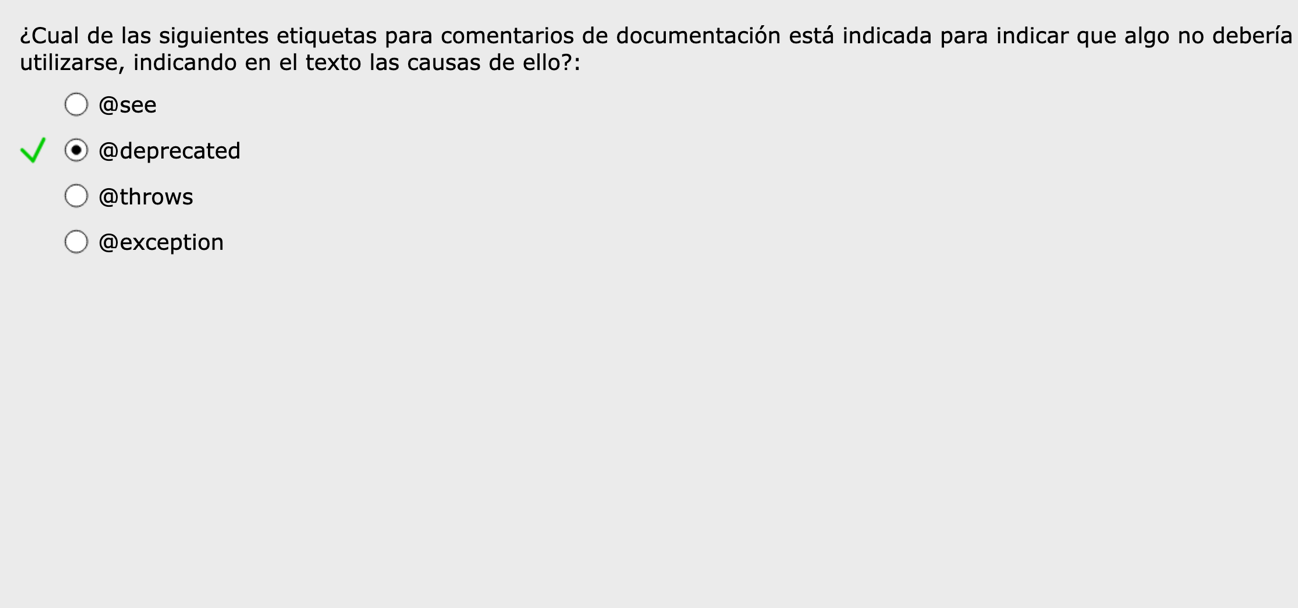 ¿Cual de las siguientes etiquetas para comentarios de documentación está indicada para indicar que algo no debería
utilizarse, indicando en el texto las causas de ello?:
@see
@deprecated
@throws
@exception